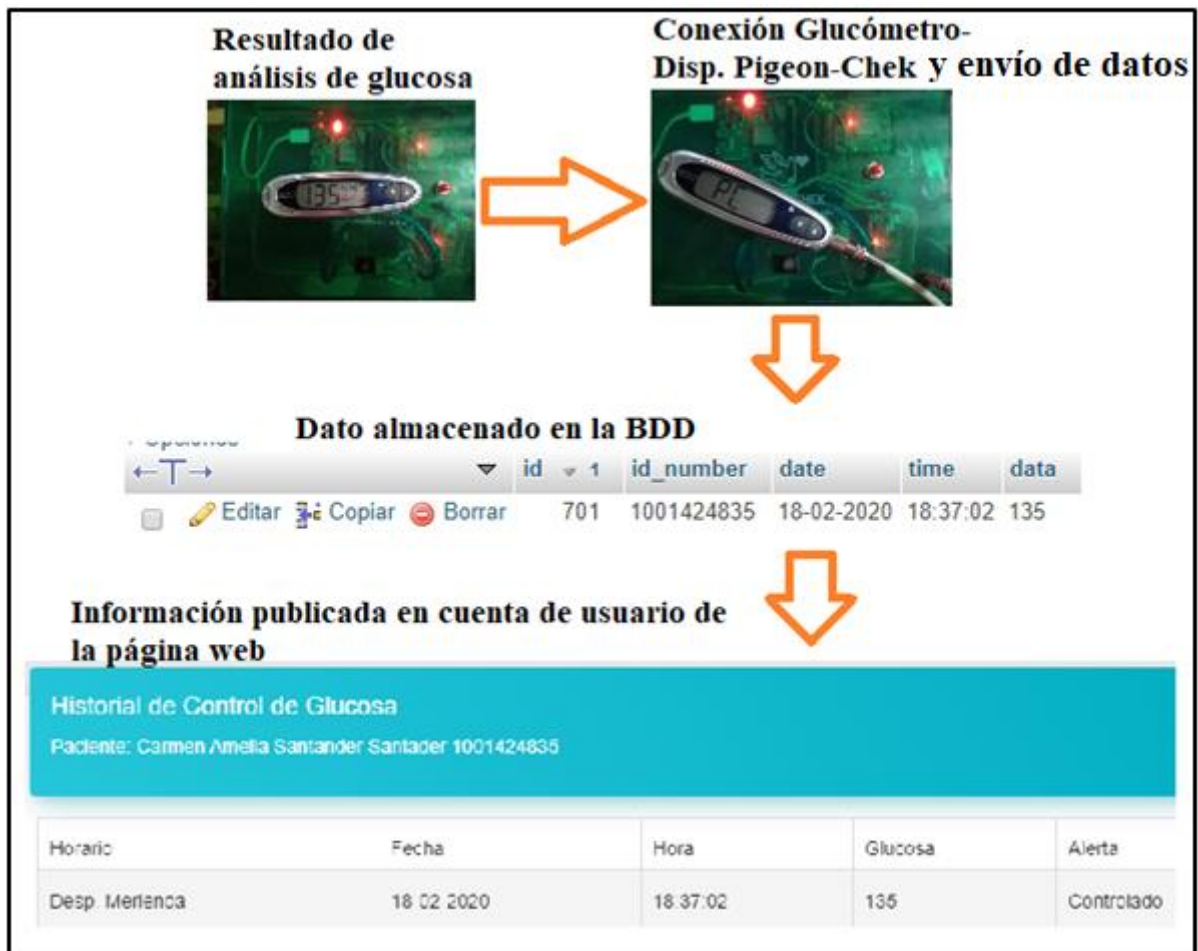 Resultado de
análisis de glucosa
Conexión Glucómetro-
Disp. Pigeon-Chek y envío de datos
135
PC
Dato almacenado en la BDD
Opciones
←T→ ▼ id ▼ 1 id_number date time data
Editar Copiar Borrar 701 1001424835 18-02-2020 18:37:02 135
Información publicada en cuenta de usuario de
la página web
Historial de Control de Glucosa
Paciente: Carmen Amelia Santander Santader 1001424835
Horario Fecha Hora Glucosa Alerta
Desp. Merienda 18-02-2020 18:37:02 135 Controlado